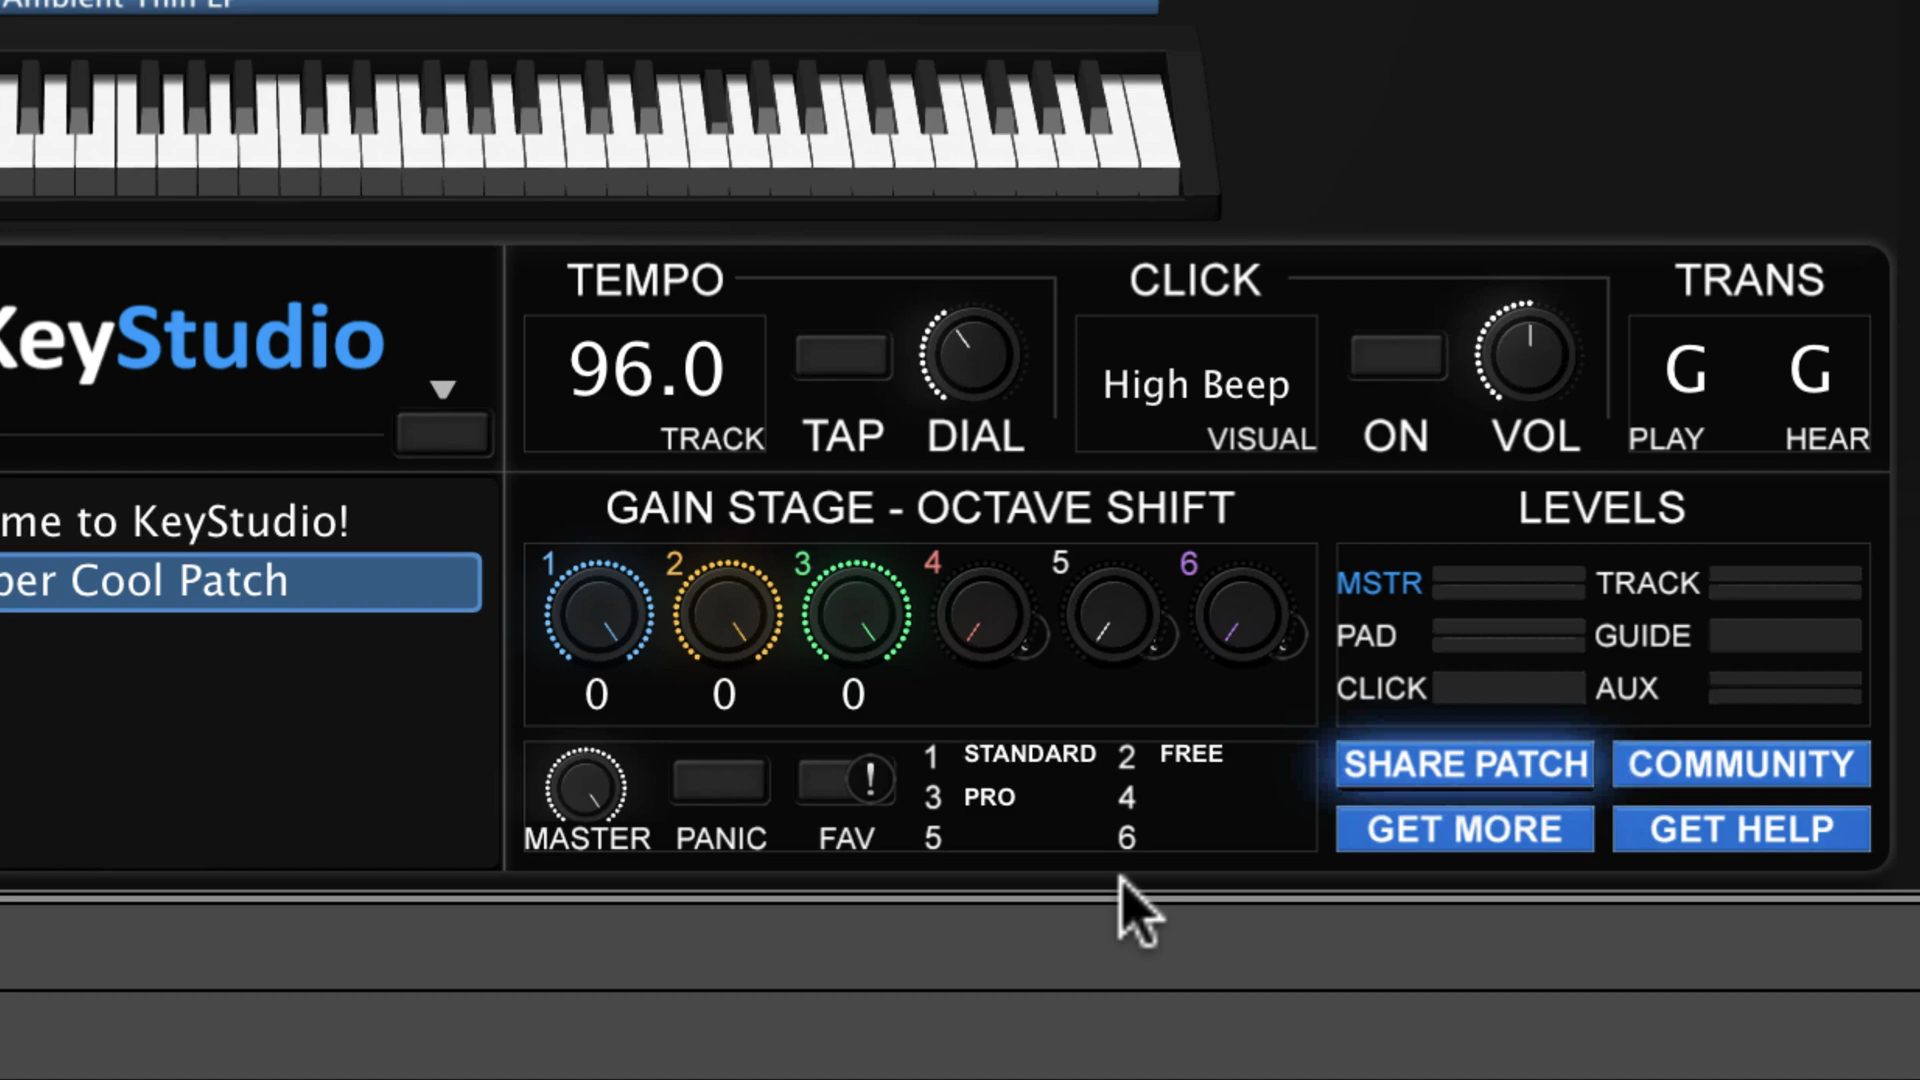 Ambient Thin EP
KeyStudio
me to KeyStudio!
per Cool Patch
TEMPO
96.0
TRACK
TAP
DIAL
CLICK
High Beep
VISUAL
ON
VOL
TRANS
G G
PLAY HEAR
GAIN STAGE - OCTAVE SHIFT
1 2 3 4 5 6
0 0 0
MASTER PANIC FAV
!
1 STANDARD 2 FREE
3 PRO 4
5 6
LEVELS
MSTR TRACK
PAD GUIDE
CLICK AUX
SHARE PATCH COMMUNITY
GET MORE GET HELP